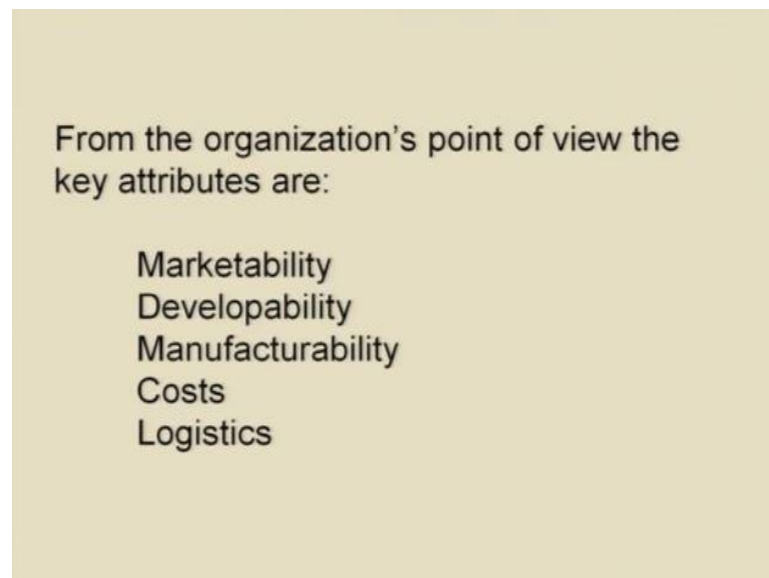 From the organization's point of view the
key attributes are:
Marketability
Developability
Manufacturability
Costs
Logistics